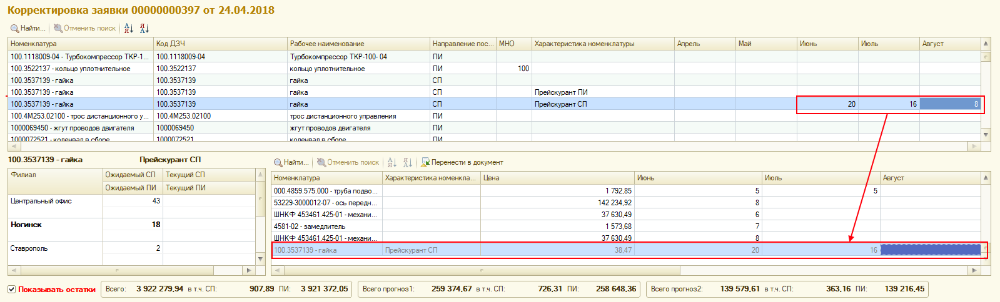 Корректировка заявки 00000000397 от 24.04.2018
Найти... Отменить поиск
Номенклатура Код ДЗЧ Рабочее наименование Направление пос... МНО Характеристика номенклатуры Апрель Май Июнь Июль Август
100.1118009-04 - Турбокомпрессор ТКР-1... 100.1118009-04 Турбокомпрессор ТКР-100- 04 ПИ
100.3522137 - кольцо уплотнительное 100.3522137 кольцо уплотнительное ПИ 100
100.3537139 - гайка 100.3537139 гайка СП
100.3537139 - гайка 100.3537139 гайка СП Прейскурант ПИ
100.3537139 - гайка 100.3537139 гайка СП Прейскурант СП 20 16 8
100.4М253.02100 - трос дистанционного у... 100.4М253.02100 трос дистанционного управления ПИ
1000069450 - жгут проводов двигателя 1000069450 жгут проводов двигателя ПИ
1000072521 - коленвал в сборе 1000072521 коленвал в сборе ПИ
100.3537139 - гайка Прейскурант СП
Филиал Ожидаемый СП Текущий СП
Ожидаемый ПИ Текущий ПИ
Центральный офис 43
Ногинск 18
Ставрополь 2
Найти... Отменить поиск Перенести в документ
Номенклатура Характеристика номенкла... Цена Июнь Июль Август
000.4859.575.000 - труба подво... 1 792,85 5 5
53229-3000012-07 - ось передн... 142 234,92 8
ШНКФ 453461.425-01 - механи... 37 630,49 6
4581-02 - замедлитель 1 573,68 7
ШНКФ 453461.425-01 - механи... 37 630,49 8
100.3537139 - гайка Прейскурант СП 38,47 20 16
Показывать остатки Всего: 3 922 279,94 в т.ч. СП: 907,89 ПИ: 3 921 372,05 Всего прогноз1: 259 374,67 в т.ч. СП: 726,31 ПИ: 258 648,36 Всего прогноз2: 139 579,61 в т.ч. СП: 363,16 ПИ: 139 216,45